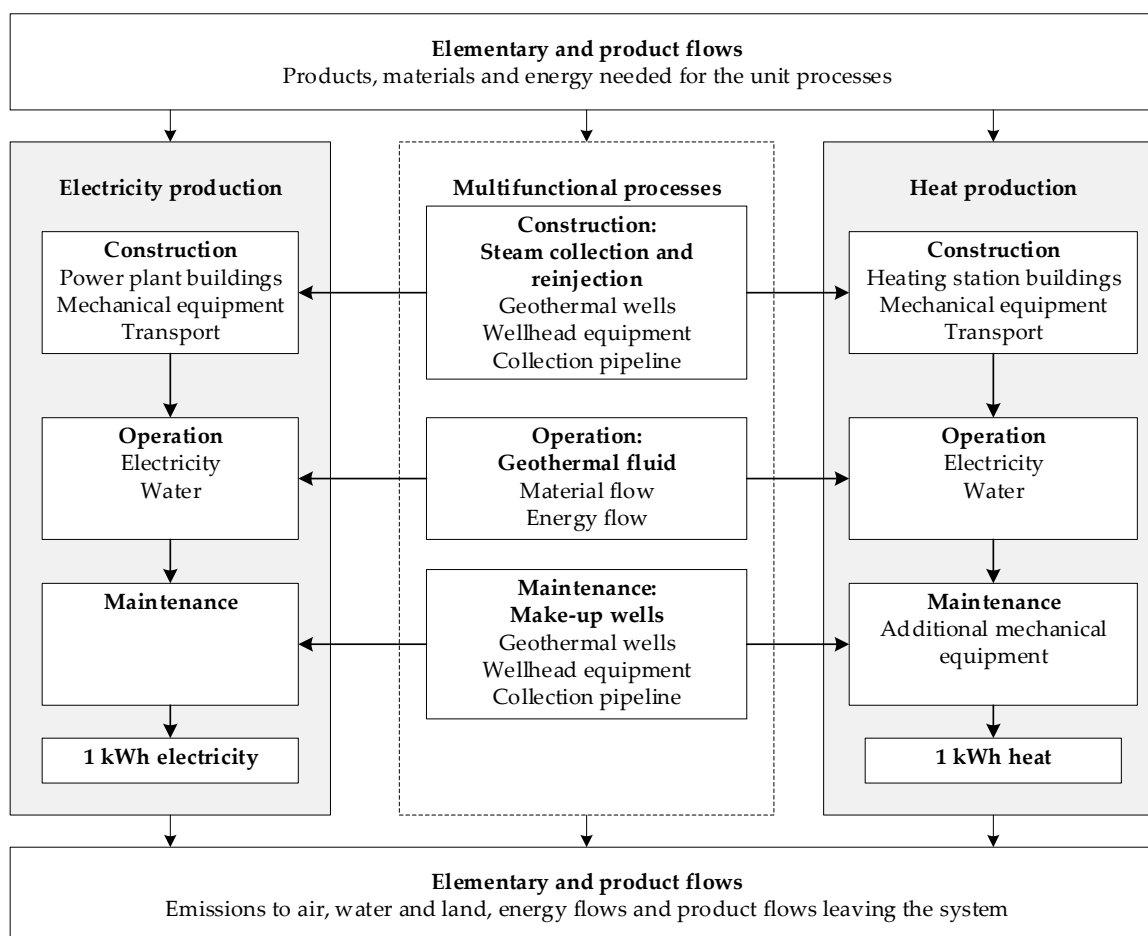 Elementary and product flows
Products, materials and energy needed for the unit processes
Electricity production
Construction
Power plant buildings
Mechanical equipment
Transport
Operation
Electricity
Water
Maintenance
1 kWh electricity
Multifunctional processes
Construction:
Steam collection and
reinjection
Geothermal wells
Wellhead equipment
Collection pipeline
Operation:
Geothermal fluid
Material flow
Energy flow
Maintenance:
Make-up wells
Geothermal wells
Wellhead equipment
Collection pipeline
Heat production
Construction
Heating station buildings
Mechanical equipment
Transport
Operation
Electricity
Water
Maintenance
Additional mechanical
equipment
1 kWh heat
Elementary and product flows
Emissions to air, water and land, energy flows and product flows leaving the system